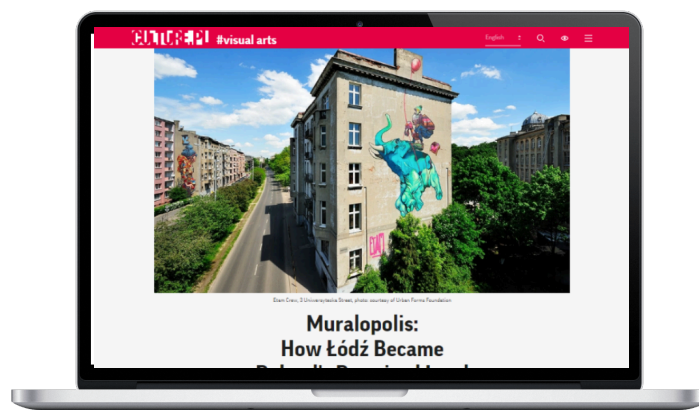 CULTURE.PL #visual arts
English
Etam Crew, 3 Uniwersytecka Street, photo: courtesy of Urban Forms Foundation
Muralopolis:
How Łódź Became